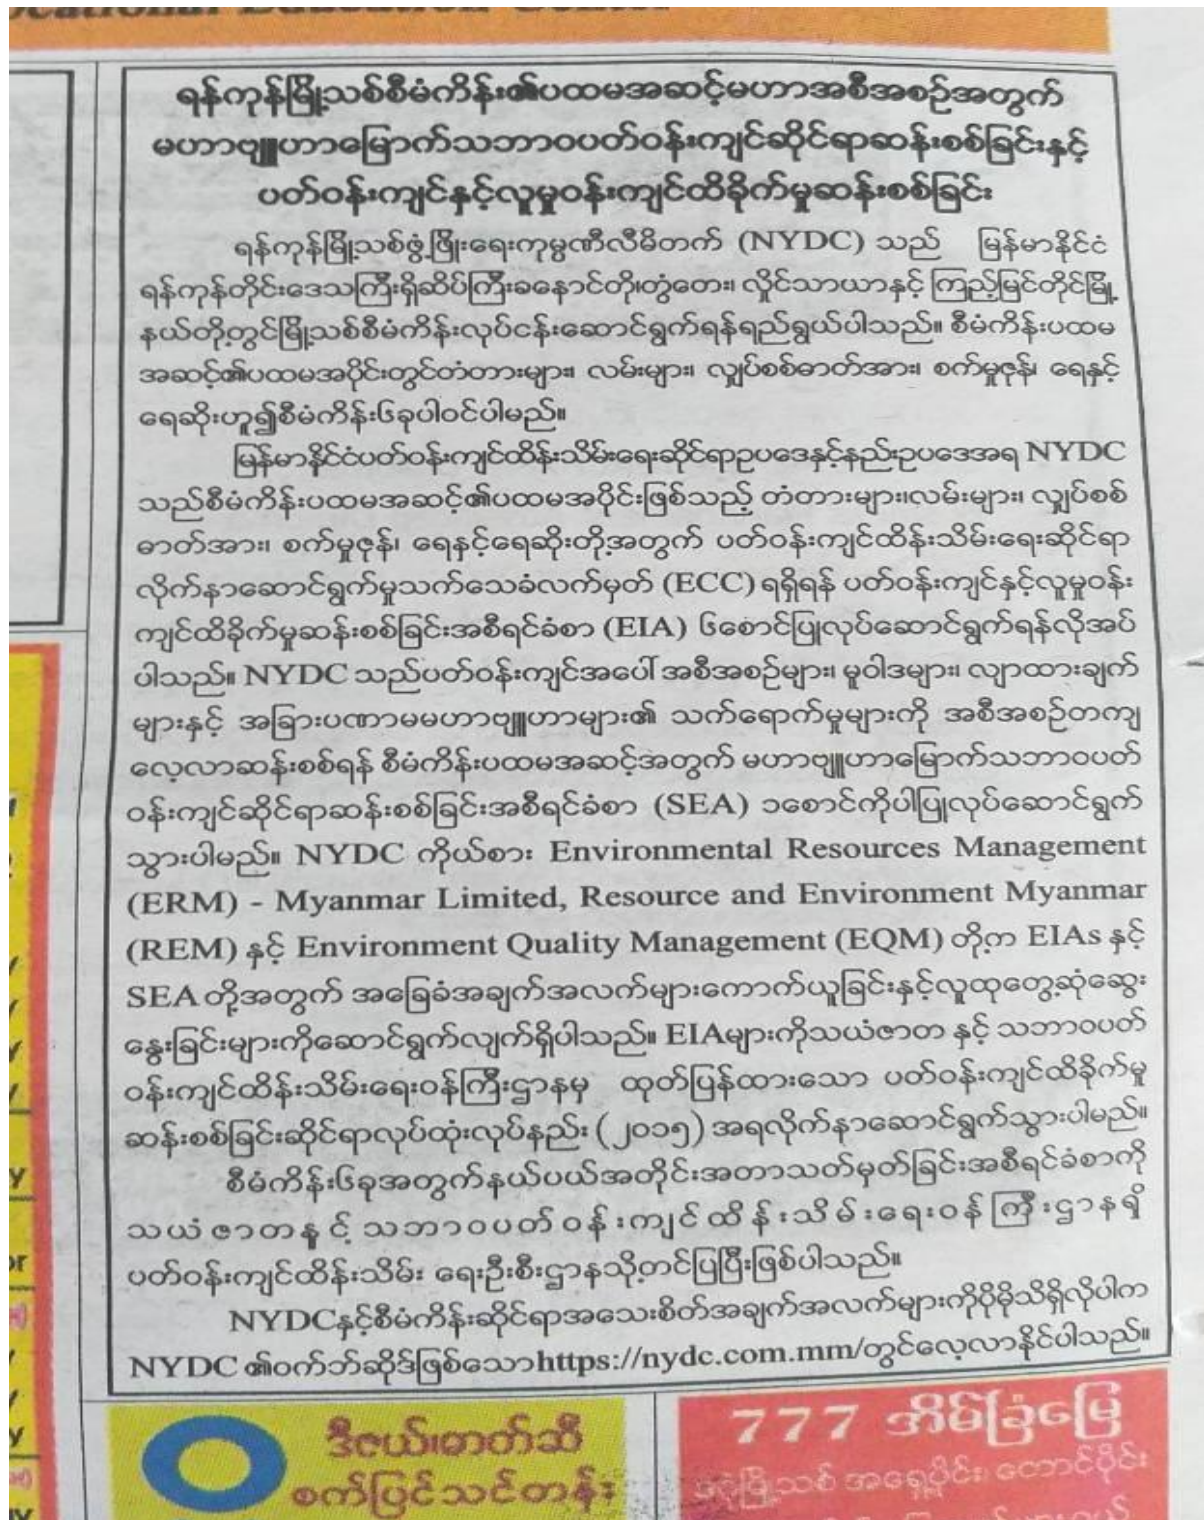 ocational Education Center
ရန်ကုန်မြို့သစ်စီမံကိန်း၏ပထမအဆင့်မဟာအစီအစဉ်အတွက်
မဟာဗျူဟာမြောက်သဘာဝပတ်ဝန်းကျင်ဆိုင်ရာဆန်းစစ်ခြင်းနှင့်
ပတ်ဝန်းကျင်နှင့်လူမှုဝန်းကျင်ထိခိုက်မှုဆန်းစစ်ခြင်း
ရန်ကုန်မြို့သစ်ဖွံ့ဖြိုးရေးကုမ္ပဏီလီမိတက် (NYDC) သည် မြန်မာနိုင်ငံ
ရန်ကုန်တိုင်းဒေသကြီးရှိဆိပ်ကြီးခနောင်တို၊တွံတေး၊ လှိုင်သာယာနှင့် ကြည့်မြင်တိုင်မြို့
နယ်တို့တွင်မြို့သစ်စီမံကိန်းလုပ်ငန်းဆောင်ရွက်ရန်ရည်ရွယ်ပါသည်။ စီမံကိန်းပထမ
အဆင့်၏ပထမအပိုင်းတွင်တံတားများ၊ လမ်းများ၊ လျှပ်စစ်ဓာတ်အား၊ စက်မှုဇုန်၊ ရေနှင့်
ရေဆိုးဟူ၍စီမံကိန်း၆ခုပါဝင်ပါမည်။
မြန်မာနိုင်ငံပတ်ဝန်းကျင်ထိန်းသိမ်းရေးဆိုင်ရာဥပဒေနှင့်နည်းဥပဒေအရ NYDC
သည်စီမံကိန်းပထမအဆင့်၏ပထမအပိုင်းဖြစ်သည့် တံတားများ၊လမ်းများ၊ လျှပ်စစ်
ဓာတ်အား၊ စက်မှုဇုန်၊ ရေနှင့်ရေဆိုးတို့အတွက် ပတ်ဝန်းကျင်ထိန်းသိမ်းရေးဆိုင်ရာ
လိုက်နာဆောင်ရွက်မှုသက်သေခံလက်မှတ် (ECC) ရရှိရန် ပတ်ဝန်းကျင်နှင့်လူမှုဝန်း
ကျင်ထိခိုက်မှုဆန်းစစ်ခြင်းအစီရင်ခံစာ (EIA) ၆စောင်ပြုလုပ်ဆောင်ရွက်ရန်လိုအပ်
ပါသည်။ NYDC သည်ပတ်ဝန်းကျင်အပေါ် အစီအစဉ်များ၊ မူဝါဒများ၊ လျာထားချက်
များနှင့် အခြားပဏာမမဟာဗျူဟာများ၏ သက်ရောက်မှုများကို အစီအစဉ်တကျ
လေ့လာဆန်းစစ်ရန် စီမံကိန်းပထမအဆင့်အတွက် မဟာဗျူဟာမြောက်သဘာဝပတ်
ဝန်းကျင်ဆိုင်ရာဆန်းစစ်ခြင်းအစီရင်ခံစာ (SEA) ၁စောင်ကိုပါပြုလုပ်ဆောင်ရွက်
သွားပါမည်။ NYDC ကိုယ်စား Environmental Resources Management
(ERM) - Myanmar Limited, Resource and Environment Myanmar
(REM) နှင့် Environment Quality Management (EQM) တို့က EIAs နှင့်
SEA တို့အတွက် အခြေခံအချက်အလက်များကောက်ယူခြင်းနှင့်လူထုတွေ့ဆုံဆွေး
နွေးခြင်းများကိုဆောင်ရွက်လျက်ရှိပါသည်။ EIAများကိုသယံဇာတ နှင့် သဘာဝပတ်
ဝန်းကျင်ထိန်းသိမ်းရေးဝန်ကြီးဌာနမှ ထုတ်ပြန်ထားသော ပတ်ဝန်းကျင်ထိခိုက်မှု
ဆန်းစစ်ခြင်းဆိုင်ရာလုပ်ထုံးလုပ်နည်း (၂၀၁၅) အရလိုက်နာဆောင်ရွက်သွားပါမည်။
စီမံကိန်း၆ခုအတွက်နယ်ပယ်အတိုင်းအတာသတ်မှတ်ခြင်းအစီရင်ခံစာကို
သယံဇာတနှင့်သဘာဝပတ်ဝန်းကျင်ထိန်းသိမ်းရေးဝန်ကြီးဌာနရှိ
ပတ်ဝန်းကျင်ထိန်းသိမ်း ရေးဦးစီးဌာနသို့တင်ပြပြီးဖြစ်ပါသည်။
NYDCနှင့်စီမံကိန်းဆိုင်ရာအသေးစိတ်အချက်အလက်များကိုပိုမိုသိရှိလိုပါက
NYDC ၏ဝက်ဘ်ဆိုဒ်ဖြစ်သောhttps://nydc.com.mm/တွင်လေ့လာနိုင်ပါသည်။
ဒီဇယ်၊ဓာတ်ဆီ
စက်ပြင်သင်တန်း
777 အိမ်ခြံမြေ
ဒဂုံမြို့သစ် အရှေ့ပိုင်း၊ တောင်ပိုင်း